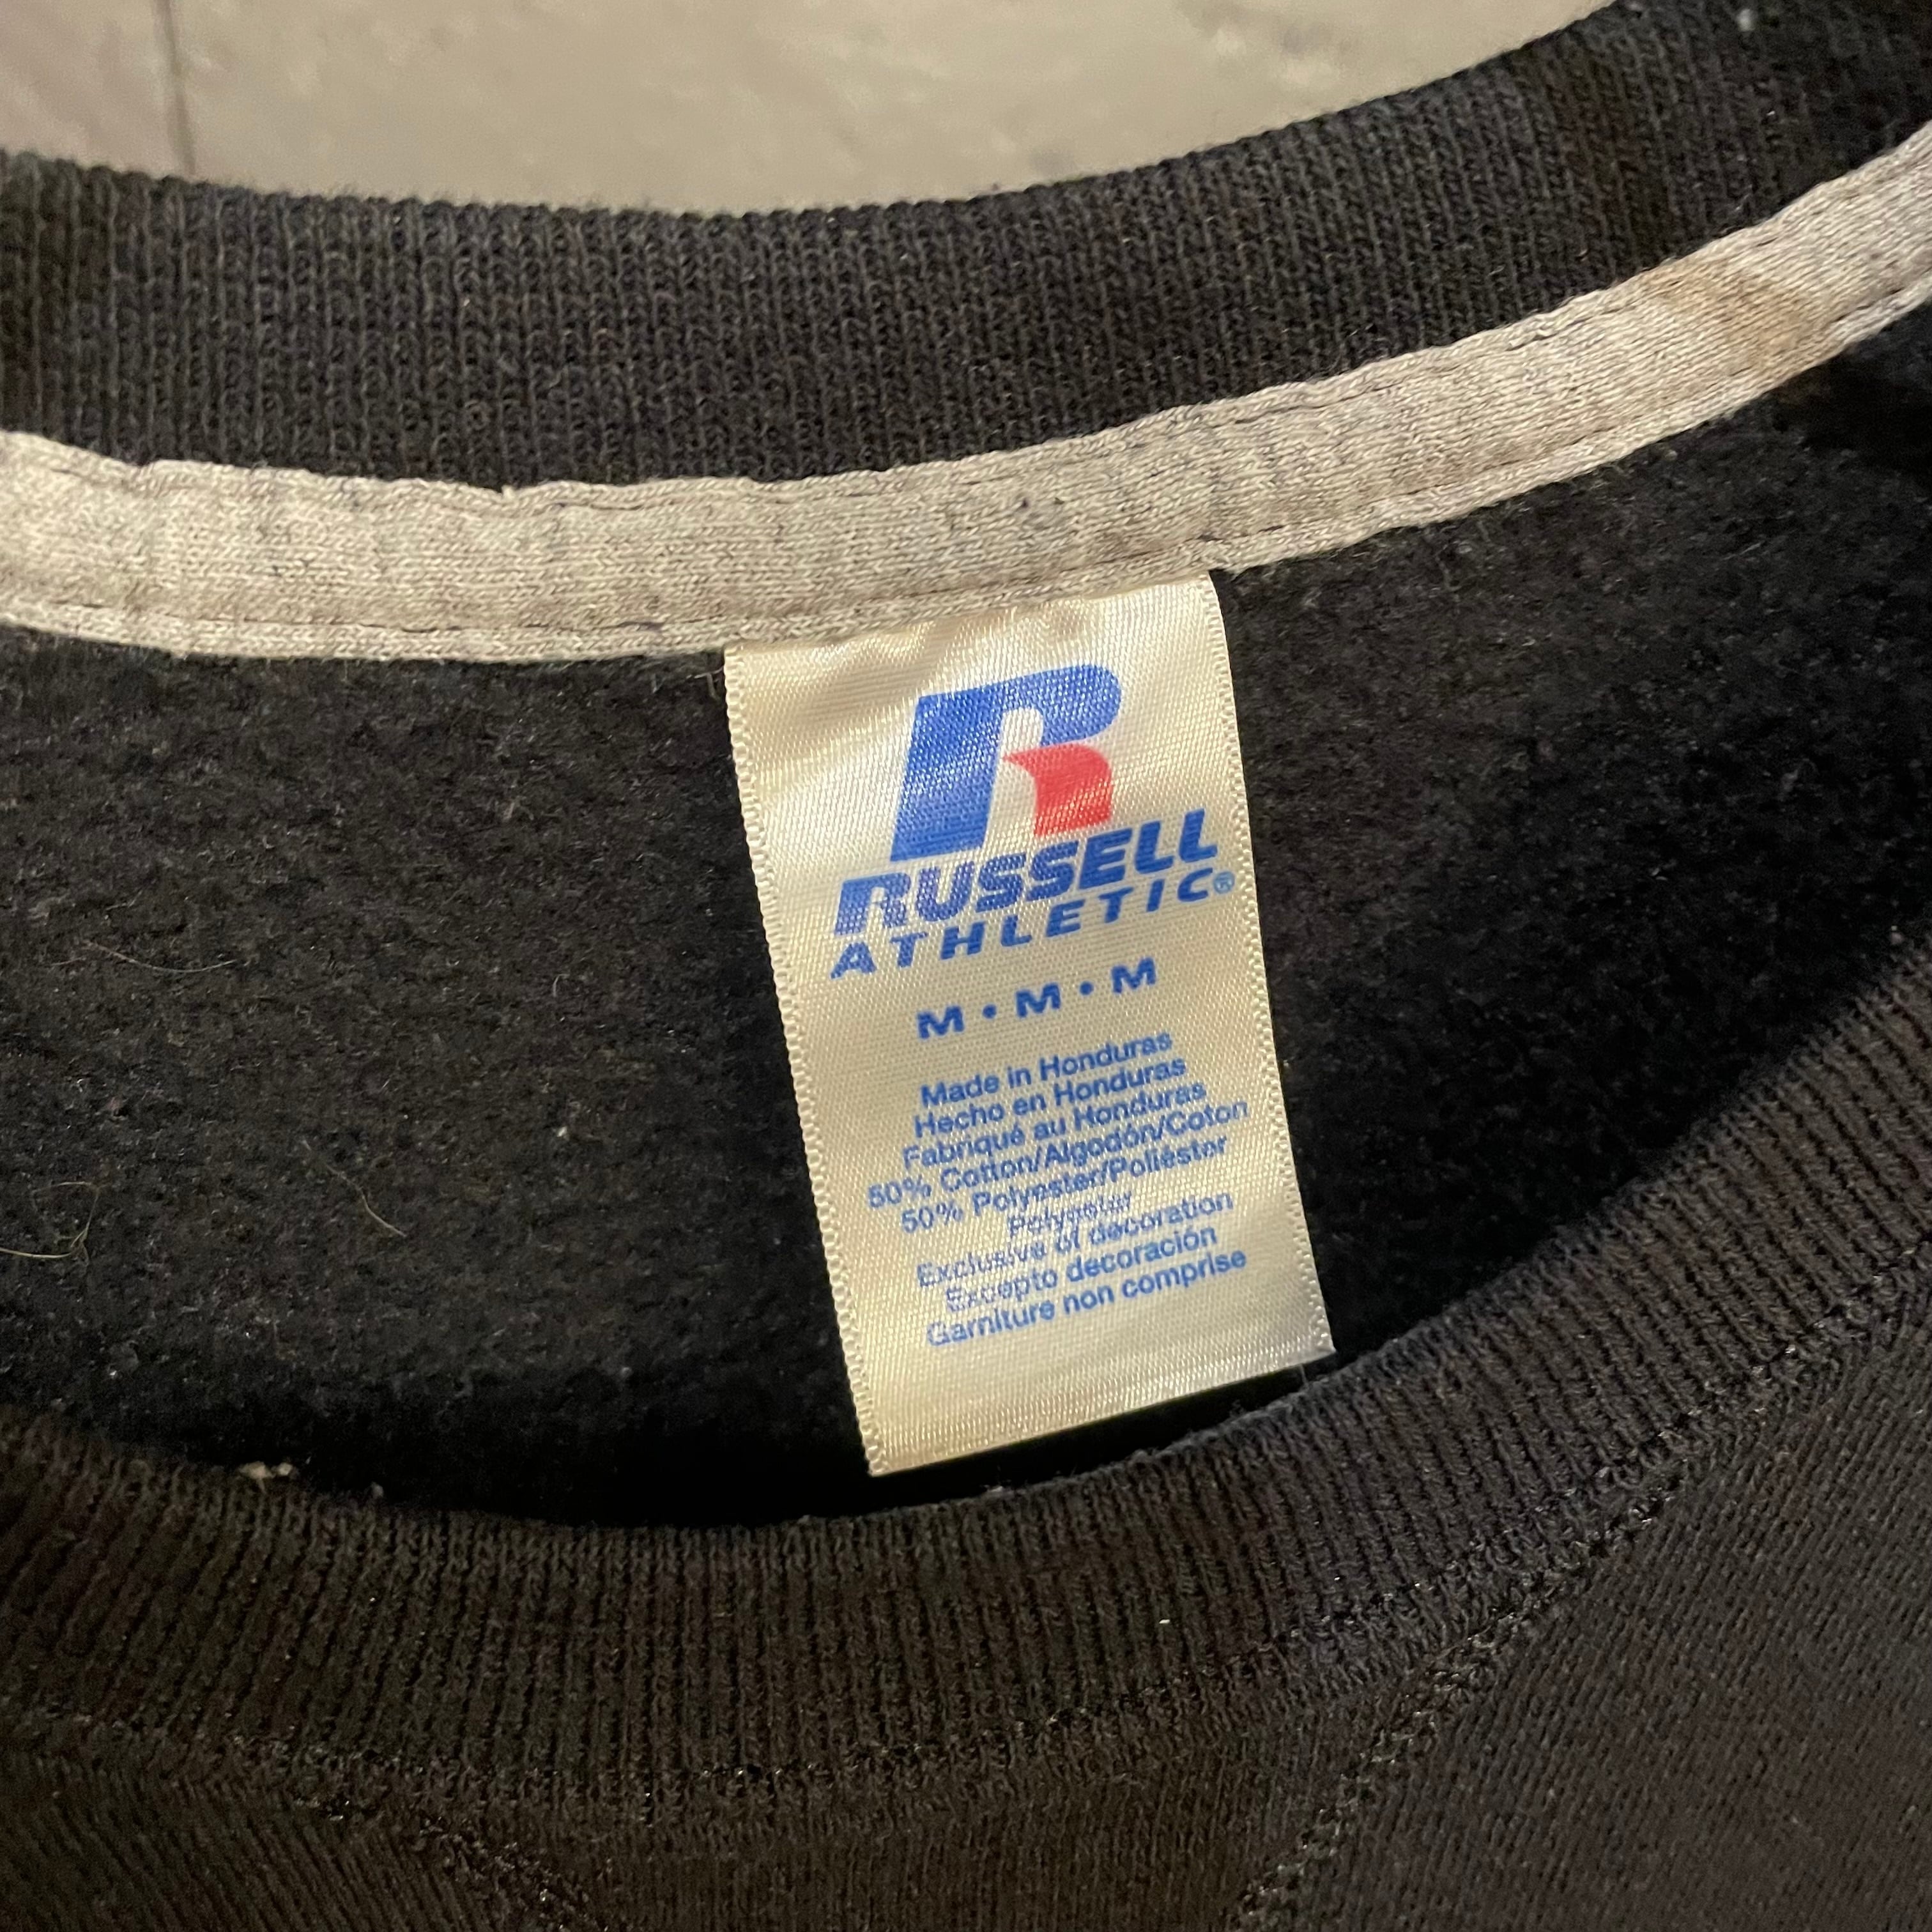 R
RUSSELL
ATHLETIC®
M • M • M
Made in Honduras
Hecho en Honduras
Fabriqué au Honduras
50% Cotton/Algodón/Coton
50% Polyester/Poliéster
Polyester
Exclusive of decoration
Excepto decoración
Garniture non comprise